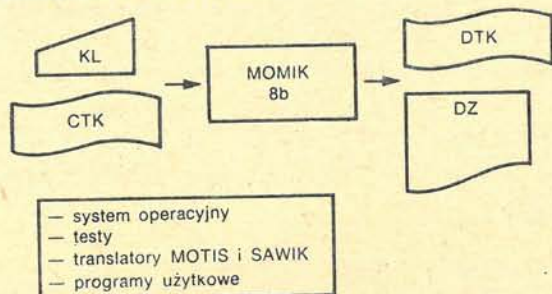 KL
CTK
MOMIK
8b
DTK
DZ
— system operacyjny
— testy
— translatory MOTIS i SAWIK
— programy użytkowe